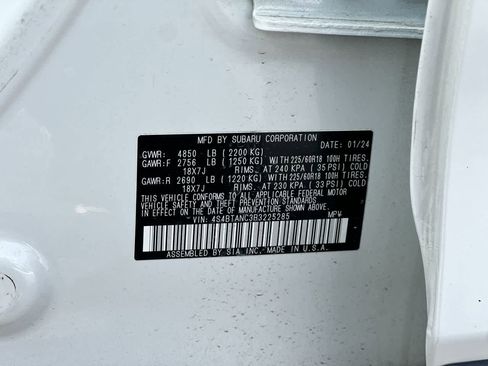 MFD BY SUBARU CORPORATION DATE: 01/24
GVWR: 4850 LB (2200 KG)
GAWR:F 2756 LB (1250 KG) WITH 225/60R18 100H TIRES,
18X7J RIMS, AT 240 KPA ( 35 PSI) COLD
GAWR:R 2690 LB (1220 KG) WITH 225/60R18 100H TIRES,
18X7J RIMS, AT 230 KPA ( 33 PSI) COLD
THIS VEHICLE CONFORMS TO ALL APPLICABLE FEDERAL MOTOR
VEHICLE SAFETY AND THEFT PREVENTION STANDARDS
IN EFFECT ON THE DATE OF MANUFACTURE SHOWN ABOVE.
VIN: 4S4BTANC3R3225285 MPV
ASSEMBLED BY SIA INC. MADE IN U.S.A.